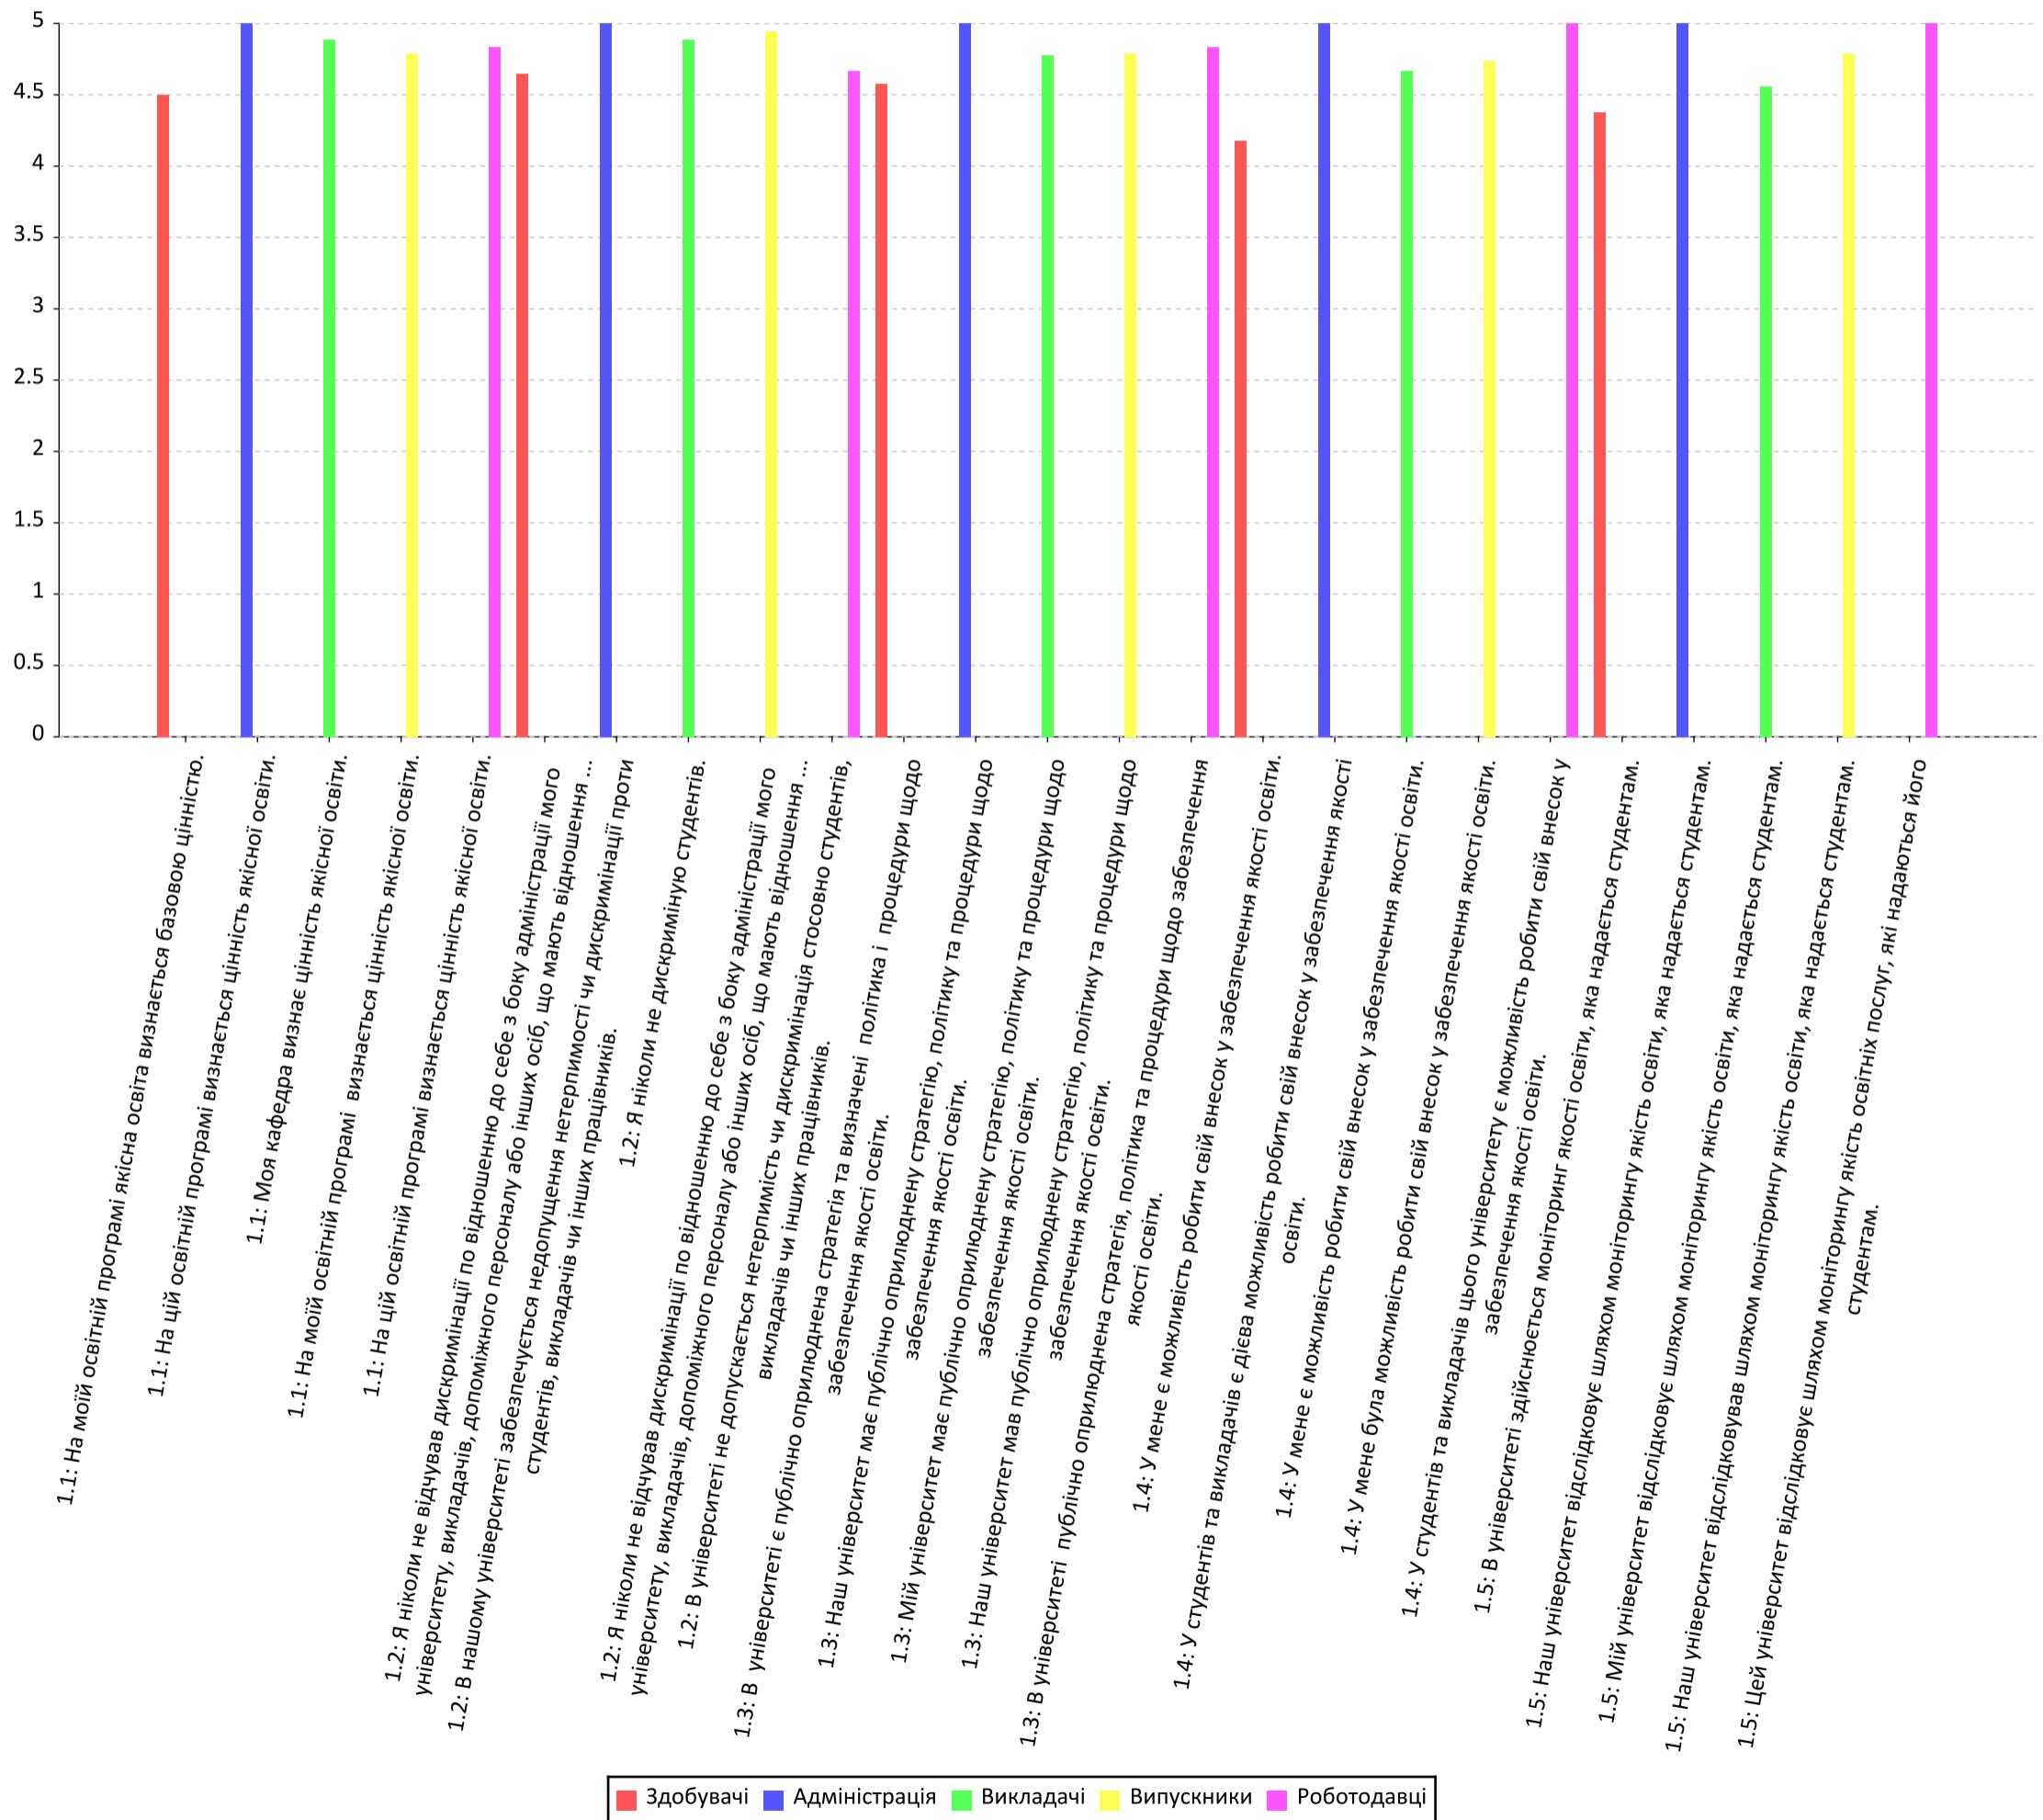 5
4.5
4
3.5
3
2.5
2
1.5
1
0.5
0
1.1: На моїй освітній програмі якісна освіта визнається базовою цінністю.
1.1: На цій освітній програмі визнається цінність якісної освіти.
1.1: Моя кафедра визнає цінність якісної освіти.
1.1: На моїй освітній програмі визнається цінність якісної освіти.
1.1: На цій освітній програмі визнається цінність якісної освіти.
1.2: Я ніколи не відчував дискримінації по відношенню до себе з боку адміністрації мого
університету, викладачів, допоміжного персоналу або інших осіб, що мають відношення ...
1.2: В нашому університеті забезпечується недопущення нетерпимості чи дискримінації проти
студентів, викладачів чи інших працівників.
1.2: Я ніколи не дискриміную студентів.
1.2: Я ніколи не відчував дискримінації по відношенню до себе з боку адміністрації мого
університету, викладачів, допоміжного персоналу або інших осіб, що мають відношення ...
1.2: В університеті не допускається нетерпимість чи дискримінація стосовно студентів,
викладачів чи інших працівників.
1.3: В університеті є публічно оприлюднена стратегія та визначені політика і процедури щодо
забезпечення якості освіти.
1.3: Наш університет має публічно оприлюднену стратегію, політику та процедури щодо
забезпечення якості освіти.
1.3: Мій університет має публічно оприлюднену стратегію, політику та процедури щодо
забезпечення якості освіти.
1.3: Наш університет мав публічно оприлюднену стратегію, політику та процедури щодо
забезпечення якості освіти.
1.3: В університеті публічно оприлюднена стратегія, політика та процедури щодо забезпечення
якості освіти.
1.4: У мене є можливість робити свій внесок у забезпечення якості освіти.
1.4: У студентів та викладачів є дієва можливість робити свій внесок у забезпечення якості
освіти.
1.4: У мене є можливість робити свій внесок у забезпечення якості освіти.
1.4: У мене була можливість робити свій внесок у забезпечення якості освіти.
1.4: У студентів та викладачів цього університету є можливість робити свій внесок у
забезпечення якості освіти.
1.5: В університеті здійснюється моніторинг якості освіти, яка надається студентам.
1.5: Наш університет відслідковує шляхом моніторингу якість освіти, яка надається студентам.
1.5: Мій університет відслідковує шляхом моніторингу якість освіти, яка надається студентам.
1.5: Наш університет відслідковував шляхом моніторингу якість освіти, яка надається студентам.
1.5: Цей університет відслідковує шляхом моніторингу якість освітніх послуг, які надаються його
студентам.
Здобувачі Адміністрація Викладачі Випускники Роботодавці